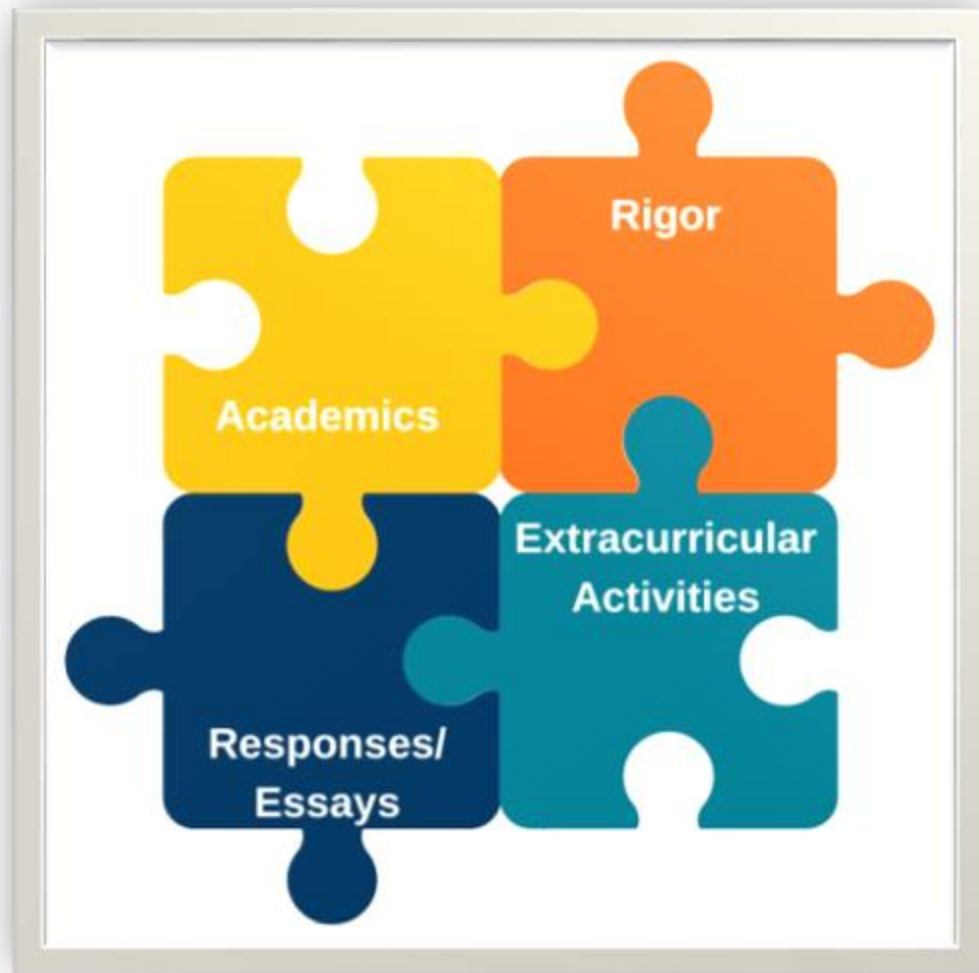 Academics
Rigor
Responses/
Essays
Extracurricular
Activities